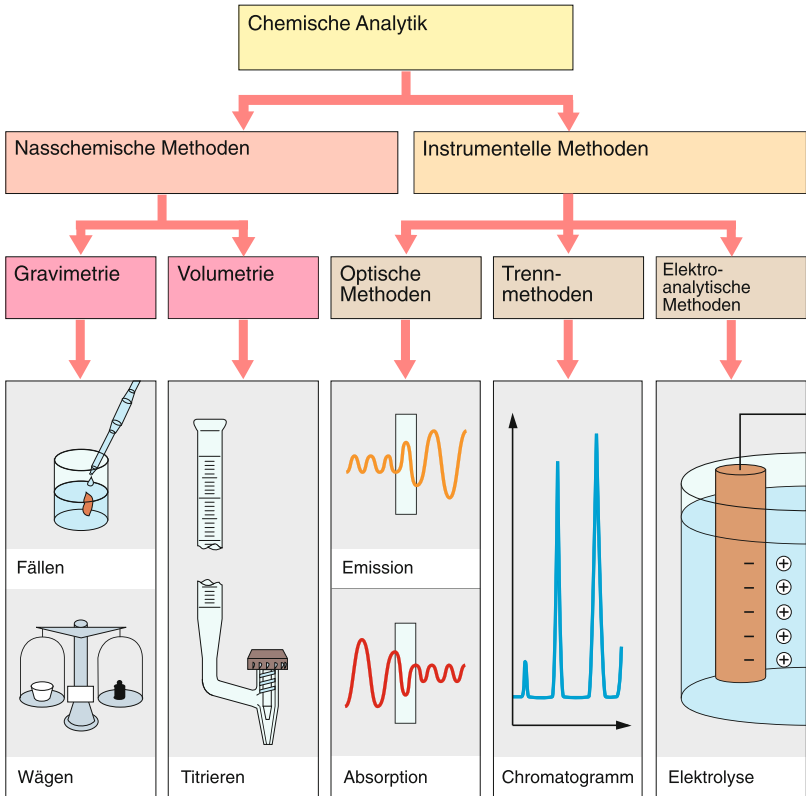 Chemische Analytik
Nasschemische Methoden
Instrumentelle Methoden
Gravimetrie
Volumetrie
Optische
Methoden
Trenn-
methoden
Elektro-
analytische
Methoden
Fällen
Emission
Wägen
Titrieren
Absorption
Chromatogramm
Elektrolyse